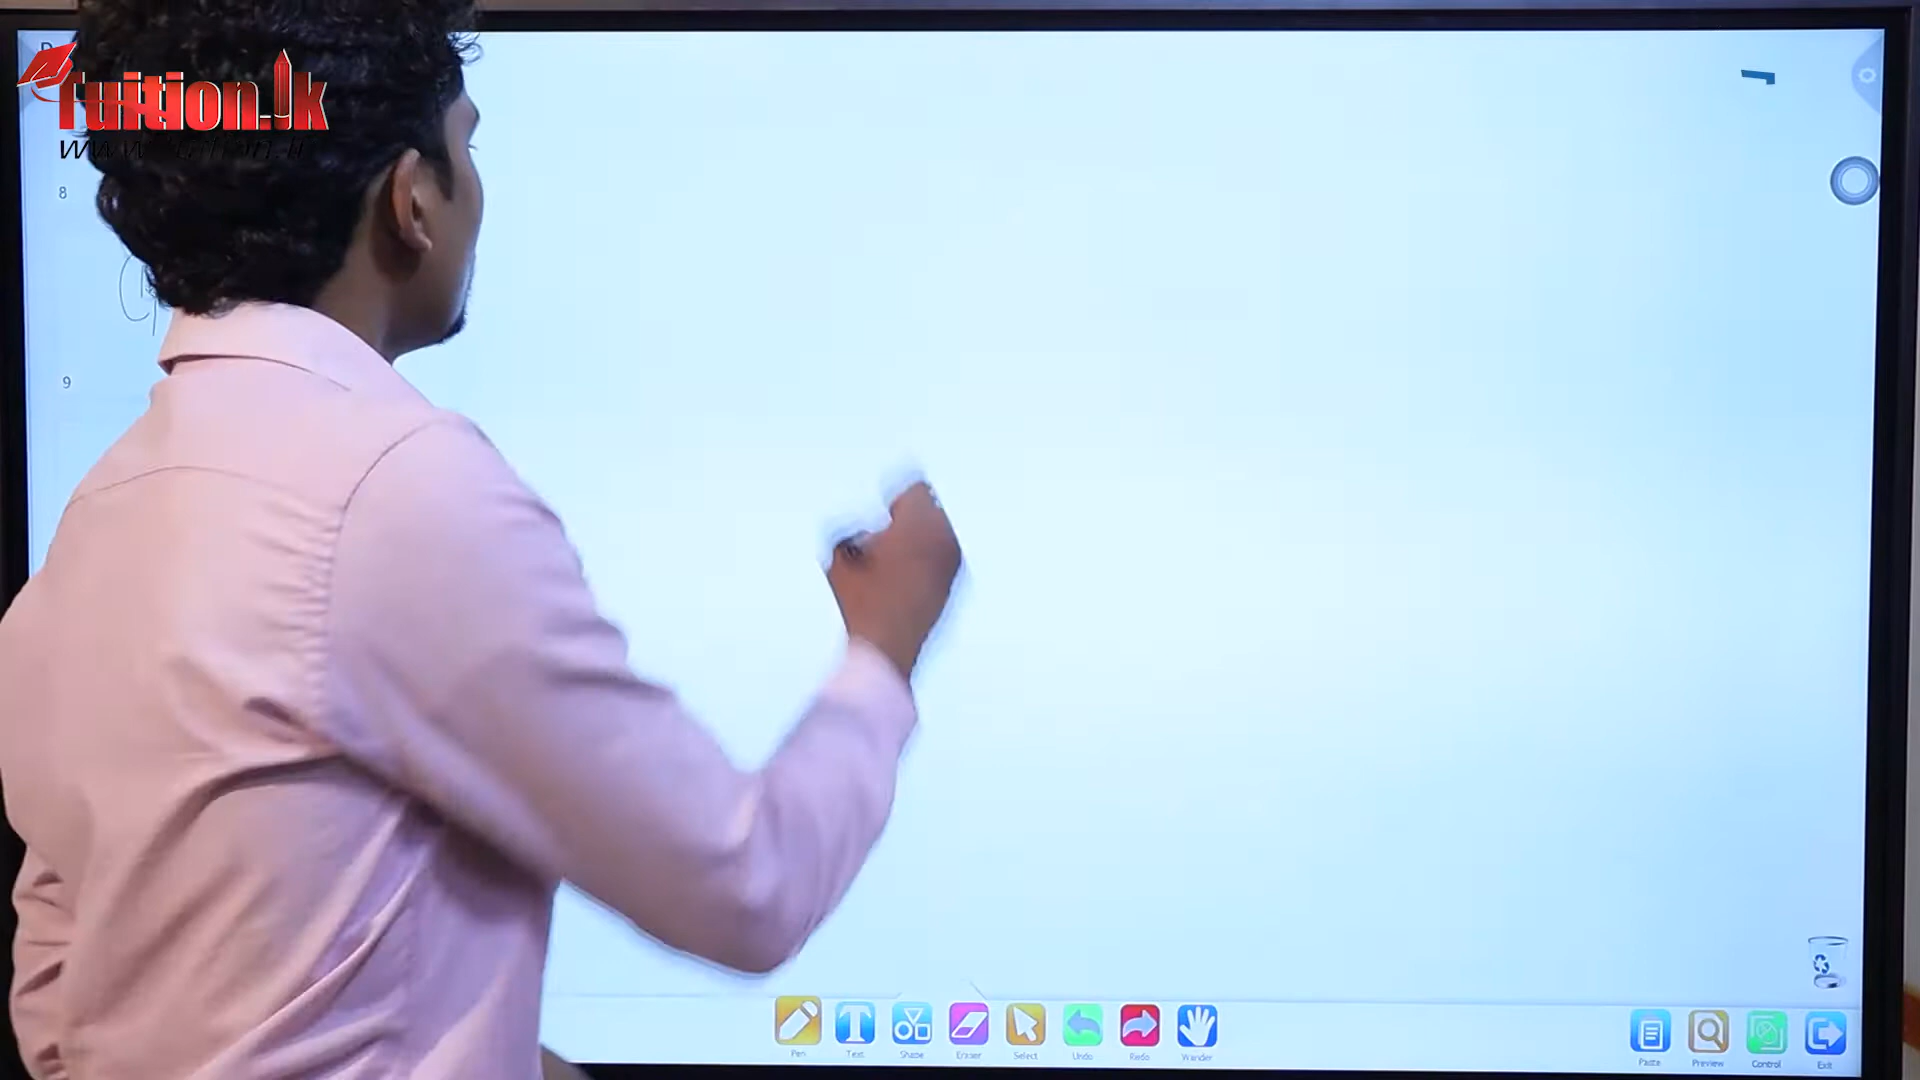 Tuition.lk
8
9
Pen Text Shape Eraser Select Undo Redo Wander
Paste Preview Control Exit